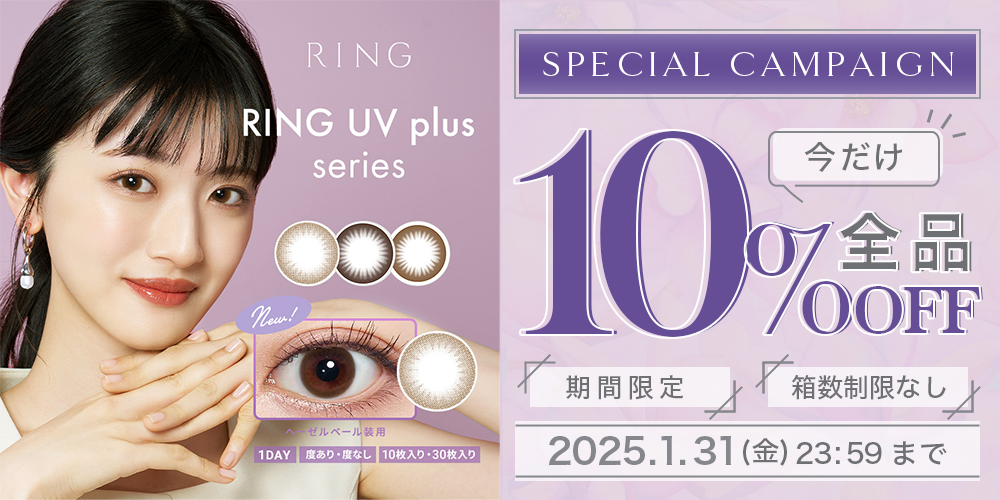 RING
RING UV plus
series
New!
ヘーゼルベール装用
1DAY 度あり・度なし 10枚入り・30枚入り
SPECIAL CAMPAIGN
今だけ
10%OFF
全品
期間限定
箱数制限なし
2025.1.31(金)23:59まで